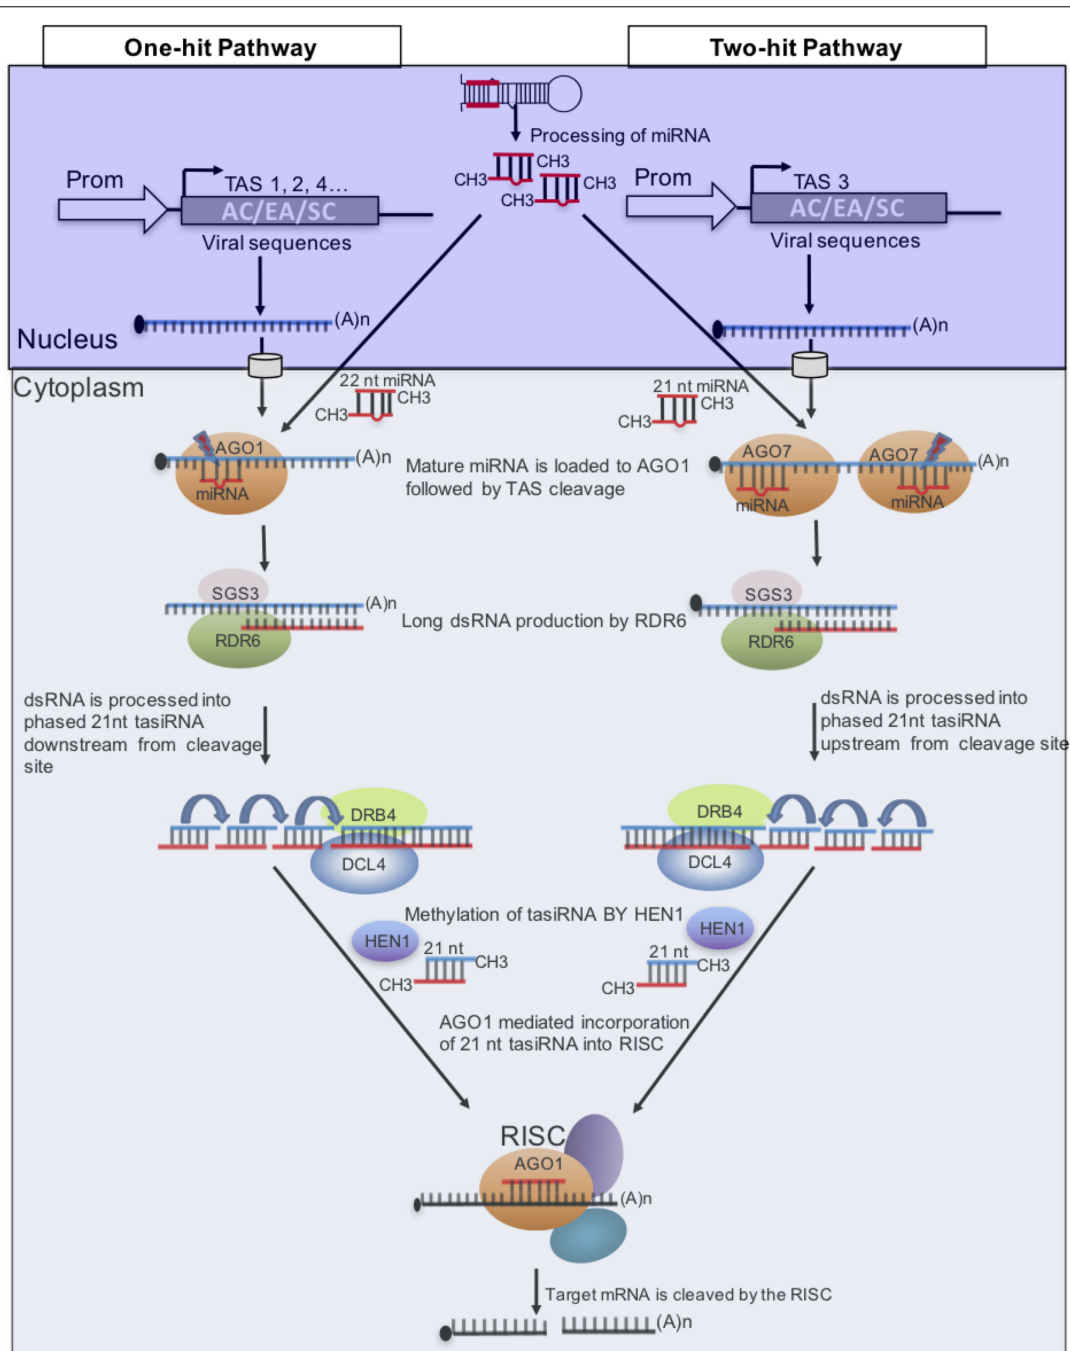 One-hit Pathway
Two-hit Pathway
Processing of miRNA
CH3
CH3
CH3
CH3
Prom
TAS 1, 2, 4...
AC/EA/SC
Viral sequences
Prom
TAS 3
AC/EA/SC
Viral sequences
(A)n
(A)n
Nucleus
Cytoplasm
22 nt miRNA
CH3
CH3
21 nt miRNA
CH3
CH3
AGO1
(A)n
miRNA
Mature miRNA is loaded to AGO1
followed by TAS cleavage
AGO7
AGO7
(A)n
miRNA
miRNA
SGS3
(A)n
RDR6
Long dsRNA production by RDR6
SGS3
RDR6
dsRNA is processed into
phased 21nt tasiRNA
downstream from cleavage
site
dsRNA is processed into
phased 21nt tasiRNA
upstream from cleavage site
DRB4
DCL4
DRB4
DCL4
Methylation of tasiRNA BY HEN1
HEN1
21 nt
CH3
CH3
HEN1
21 nt
CH3
CH3
AGO1 mediated incorporation
of 21 nt tasiRNA into RISC
RISC
AGO1
(A)n
Target mRNA is cleaved by the RISC
(A)n